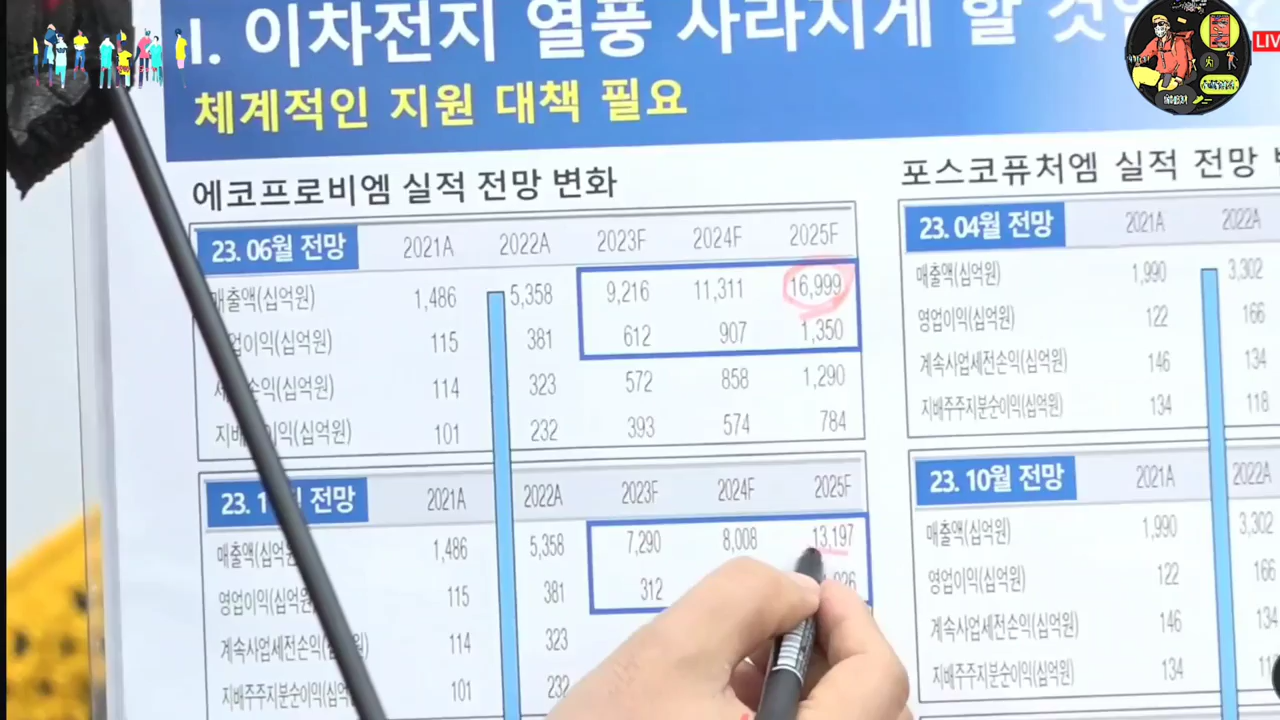 I. 이차전지 열풍 사라지게 할 것인
체계적인 지원 대책 필요
LIV
에코프로비엠 실적 전망 변화
23. 06월 전망 2021A 2022A 2023F 2024F 2025F
매출액(십억원) 1,486 5,358 9,216 11,311 16,999
업이익(십억원) 115 381 612 907 1,350
손익(십억원) 114 323 572 858 1,290
지배 이익(십억원) 101 232 393 574 784
23. 1 전망 2021A 2022A 2023F 2024F 2025F
매출액(십억원 1,486 5,358 7,290 8,008 13,197
영업이익(십억원 115 381 312 026
계속사업세전손익(십 원) 114 323
지배주주지분순이익(십억 101 232
포스코퓨처엠 실적 전망
23. 04월 전망 2021A 2022A
매출액(십억원) 1,990 3,302
영업이익(십억원) 122 166
계속사업세전손익(십억원) 146 134
지배주주지분순이익(십억원) 134 118
23. 10월 전망 2021A 2022A
매출액(십억원) 1,990 3,302
영업이익(십억원) 122 166
계속사업세전손익(십억원) 146 134
지배주주지분순이익(십억원) 134 11